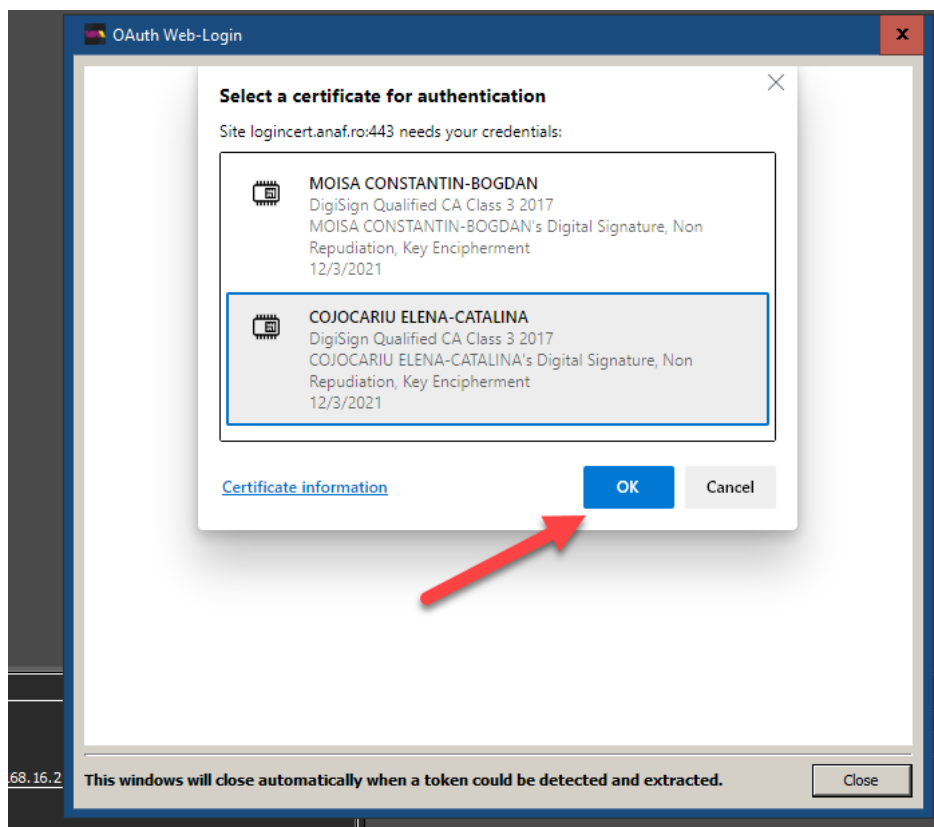 OAuth Web-Login
x
Select a certificate for authentication
Site logincert.anaf.ro:443 needs your credentials:
MOISA CONSTANTIN-BOGDAN
DigiSign Qualified CA Class 3 2017
MOISA CONSTANTIN-BOGDAN's Digital Signature, Non
Repudiation, Key Encipherment
12/3/2021
COJOCARIU ELENA-CATALINA
DigiSign Qualified CA Class 3 2017
COJOCARIU ELENA-CATALINA's Digital Signature, Non
Repudiation, Key Encipherment
12/3/2021
Certificate information
OK
Cancel
68.16.2
This windows will close automatically when a token could be detected and extracted.
Close